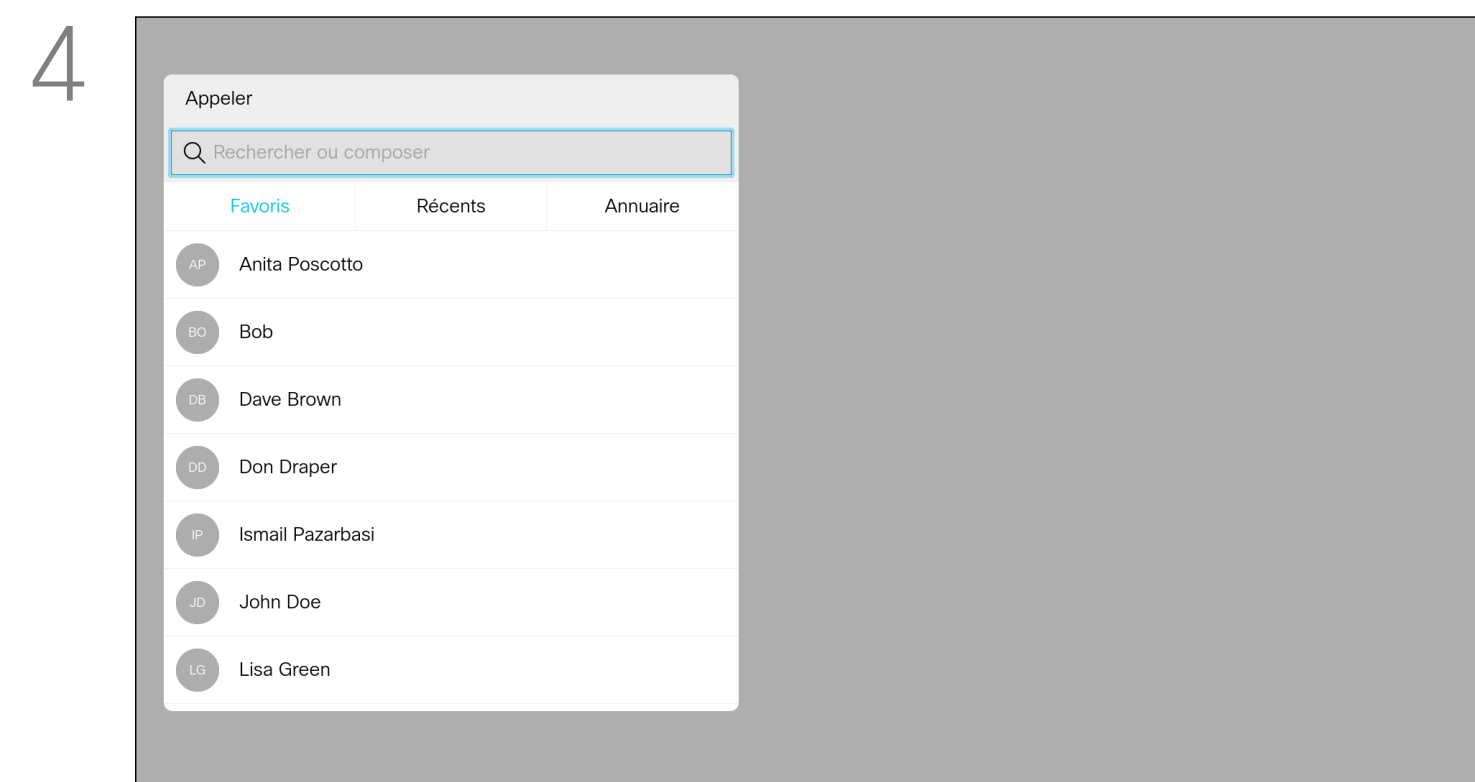 4
Appeler
Rechercher ou composer
Favoris Récents Annuaire
AP Anita Poscotto
BO Bob
DB Dave Brown
DD Don Draper
IP Ismail Pazarbasi
JD John Doe
LG Lisa Green